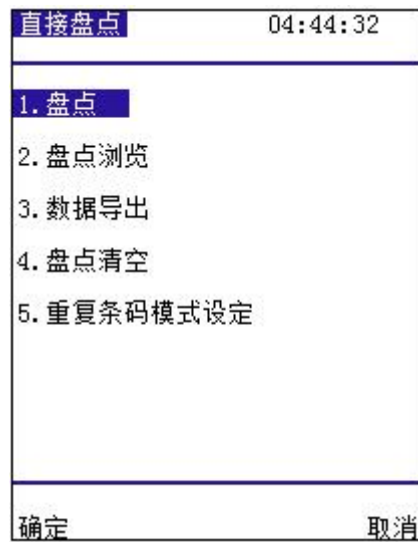 直接盘点 04:44:32
1.盘点
2.盘点浏览
3.数据导出
4.盘点清空
5.重复条码模式设定
确定 取消